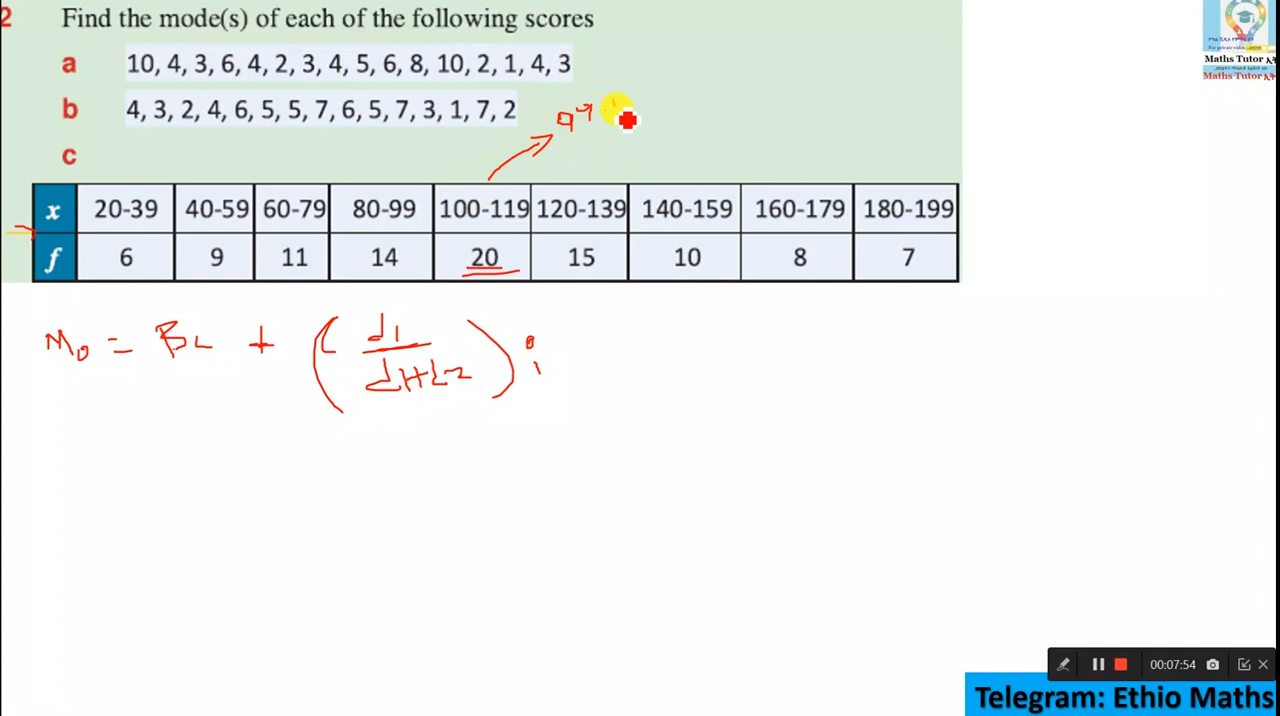 2 Find the mode(s) of each of the following scores
a 10, 4, 3, 6, 4, 2, 3, 4, 5, 6, 8, 10, 2, 1, 4, 3
b 4, 3, 2, 4, 6, 5, 5, 7, 6, 5, 7, 3, 1, 7, 2
c
x 20-39 40-59 60-79 80-99 100-119 120-139 140-159 160-179 180-199
f 6 9 11 14 20 15 10 8 7
Mo = BL + (d1/d1+d2) i
Maths Tutor
Maths Tutor
00:07:54
Telegram: Ethio Maths